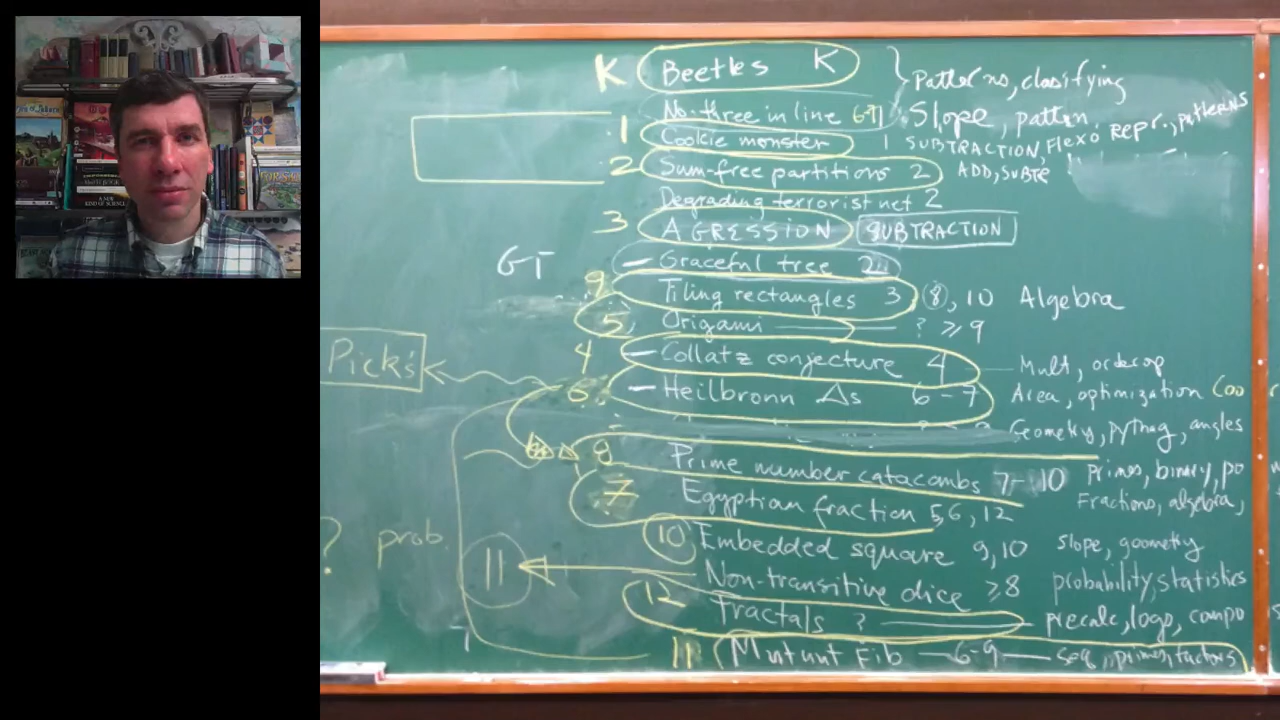 K Beetles K
Patterns, classifying
No-three in line 6-7 Slope, pattern
1 Cookie monster 1 SUBTRACTION, Flexo Repr., patterns
2 Sum-free partitions 2 ADD, SUBTR
Degrading terrorist net 2
3 AGRESSION SUBTRACTION
GT Graceful tree 2
9 Tiling rectangles 3 8, 10 Algebra
5 Origami ? ≥ 9
4 Collatz conjecture 4 Mult, orderop
Pick's
6 Heilbronn Δs 6-7 Area, optimization Coo
Geometry, pythag, angles
8 Prime number catacombs 7-10 primes, binary, po
7 Egyptian fraction 5,6,12 Fractions, algebra,
? prob.
10 Embedded square 9,10 slope, geometry
11 Non-transitive dice ≥8 probability, statistics
12 fractals ? precalc, logs, compo
11 Mutant Fib 6-9 seq, primes, factors